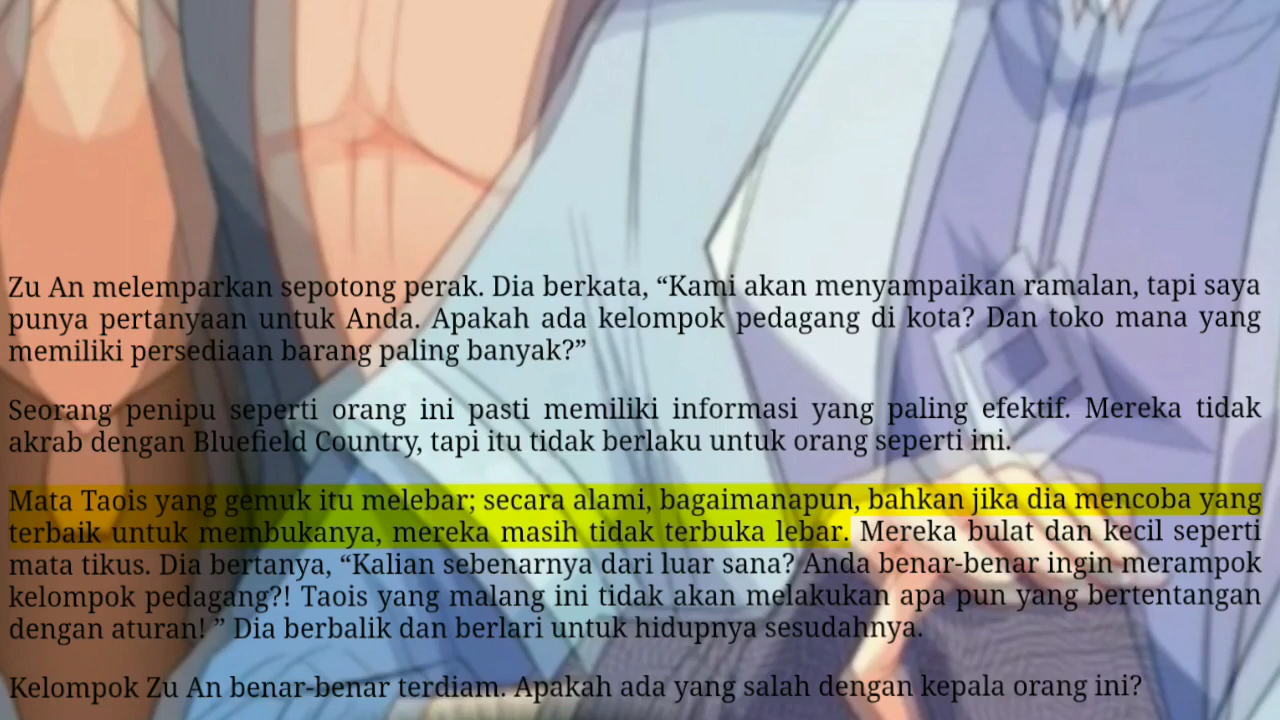 Zu An melemparkan sepotong perak. Dia berkata, “Kami akan menyampaikan ramalan, tapi saya
punya pertanyaan untuk Anda. Apakah ada kelompok pedagang di kota? Dan toko mana yang
memiliki persediaan barang paling banyak?”
Seorang penipu seperti orang ini pasti memiliki informasi yang paling efektif. Mereka tidak
akrab dengan Bluefield Country, tapi itu tidak berlaku untuk orang seperti ini.
Mata Taois yang gemuk itu melebar; secara alami, bagaimanapun, bahkan jika dia mencoba yang
terbaik untuk membukanya, mereka masih tidak terbuka lebar. Mereka bulat dan kecil seperti
mata tikus. Dia bertanya, “Kalian sebenarnya dari luar sana? Anda benar-benar ingin merampok
kelompok pedagang?! Taois yang malang ini tidak akan melakukan apa pun yang bertentangan
dengan aturan! ” Dia berbalik dan berlari untuk hidupnya sesudahnya.
Kelompok Zu An benar-benar terdiam. Apakah ada yang salah dengan kepala orang ini?